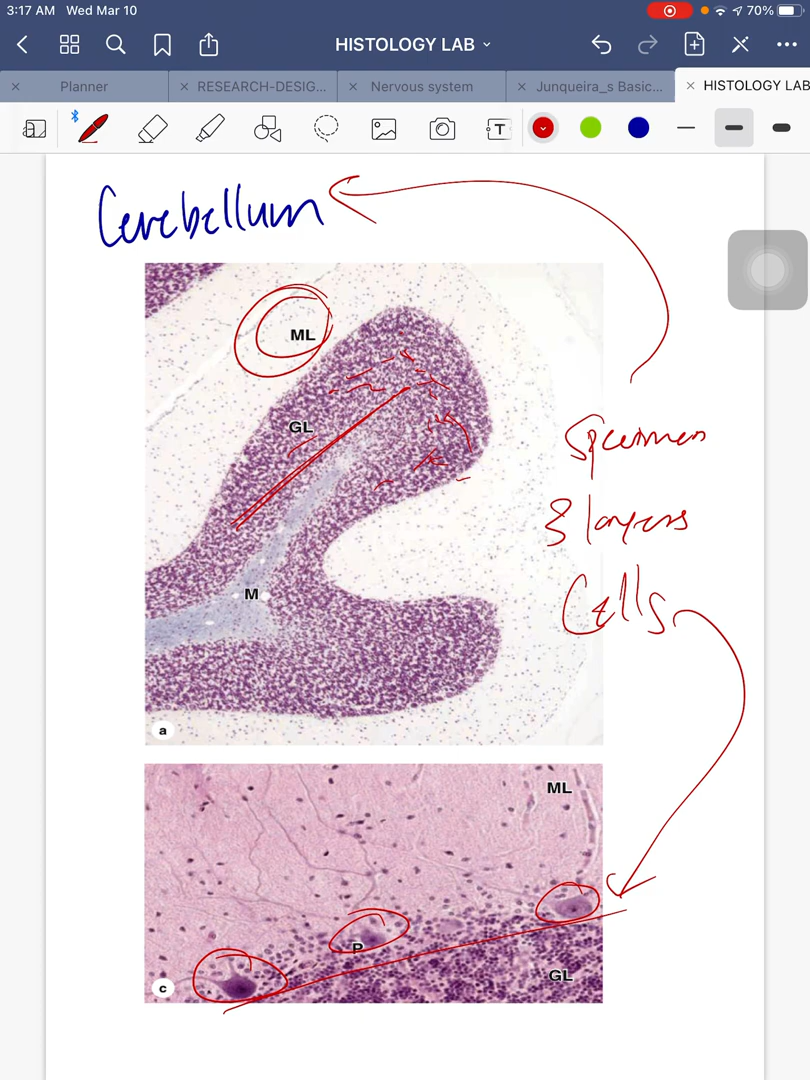 3:17 AM Wed Mar 10
70%
HISTOLOGY LAB
Planner
RESEARCH-DESIG...
Nervous system
Junqueira_s Basic...
HISTOLOGY LAB
T
Cerebellum
ML
GL
M
a
Specimen
3 layers
Cells
ML
P
GL
c